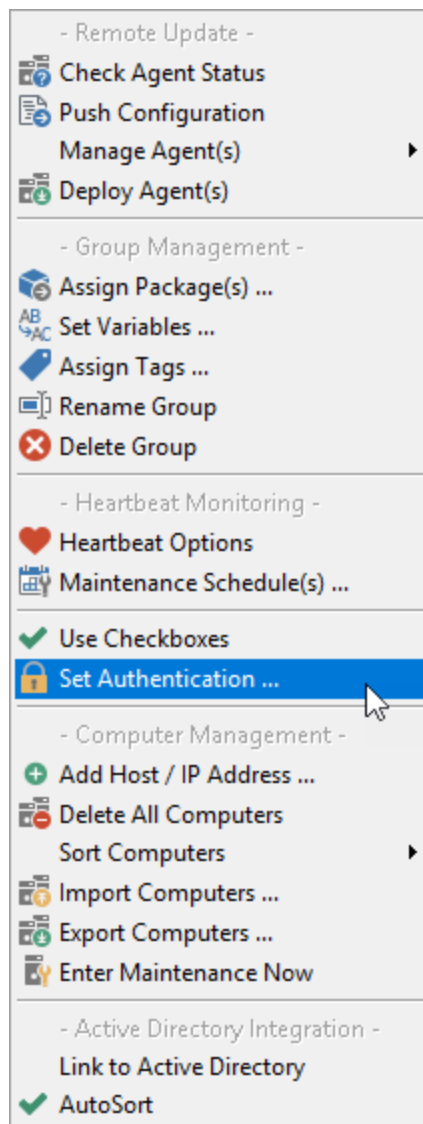 - Remote Update -
Check Agent Status
Push Configuration
Manage Agent(s)
Deploy Agent(s)
- Group Management -
Assign Package(s) ...
AB
AC
Set Variables ...
Assign Tags ...
Rename Group
Delete Group
- Heartbeat Monitoring -
Heartbeat Options
Maintenance Schedule(s) ...
Use Checkboxes
Set Authentication ...
- Computer Management -
Add Host / IP Address ...
Delete All Computers
Sort Computers
Import Computers ...
Export Computers ...
Enter Maintenance Now
- Active Directory Integration -
Link to Active Directory
AutoSort